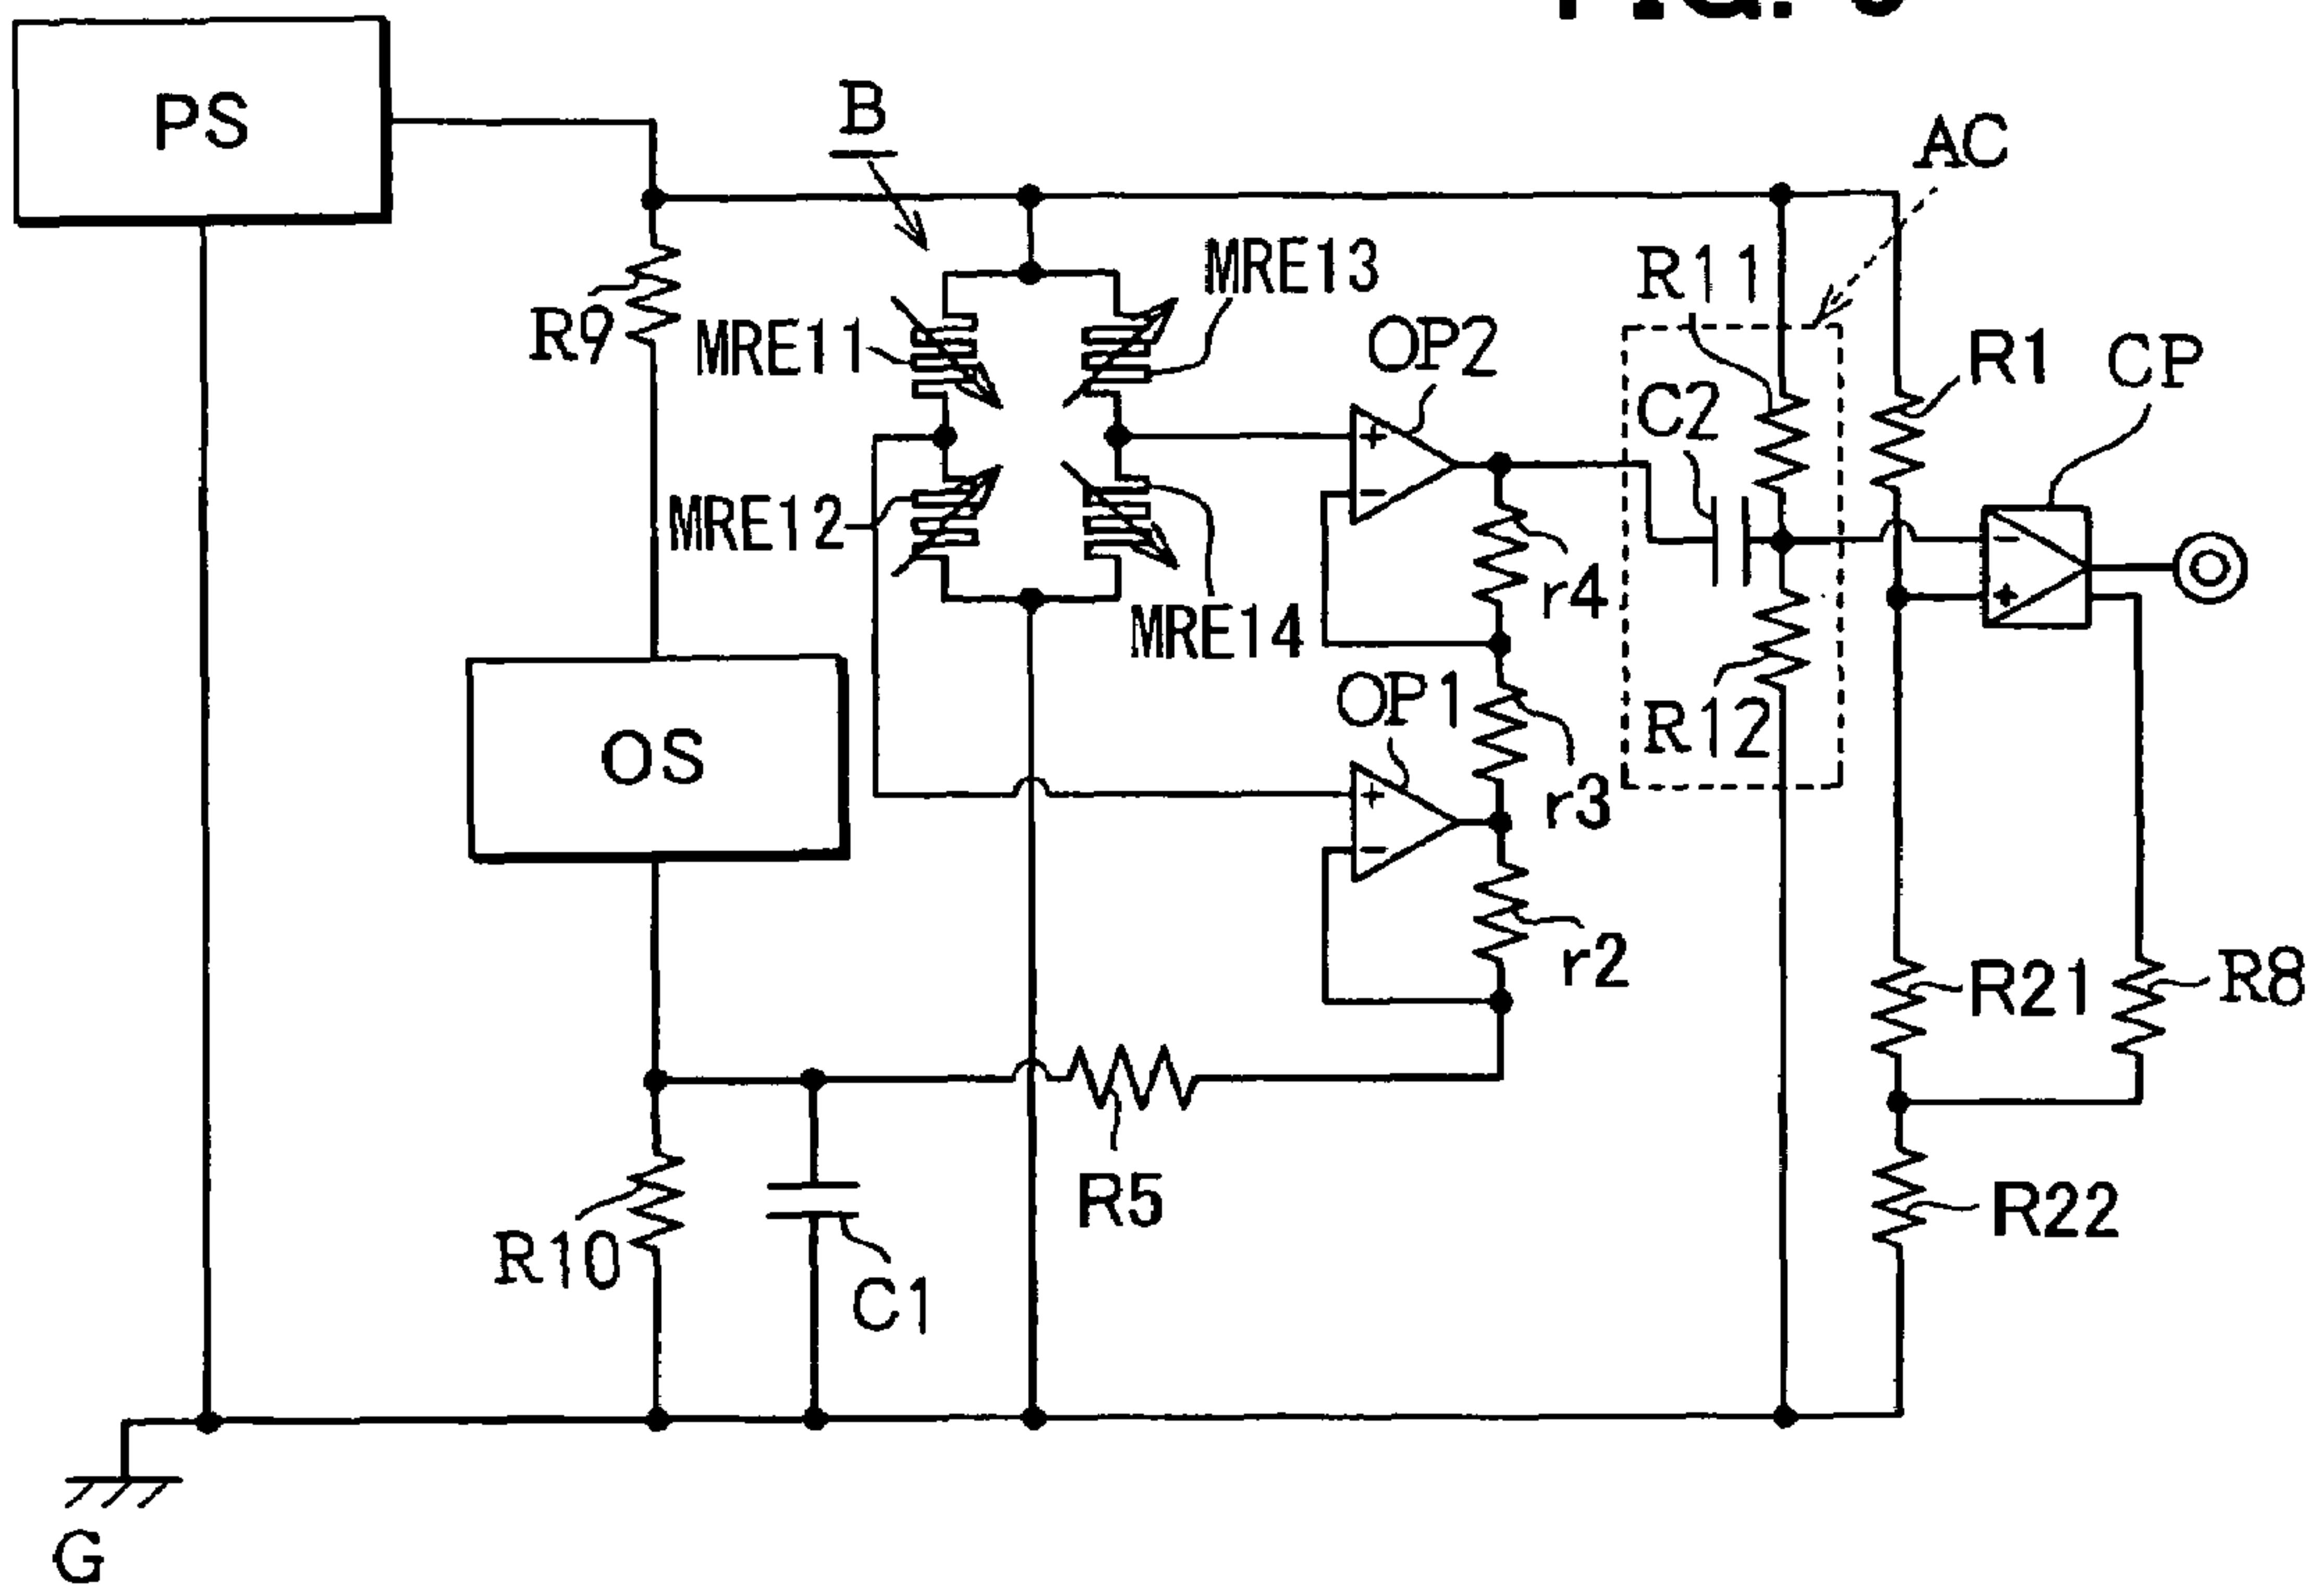 PS
B
AC
MRE13
R11
R9
MRE11
OP2
R1
CP
C2
+
−
MRE12
−
r4
+
MRE14
OP1
R12
OS
+
r3
−
r2
R21
R8
R5
R22
R10
C1
G